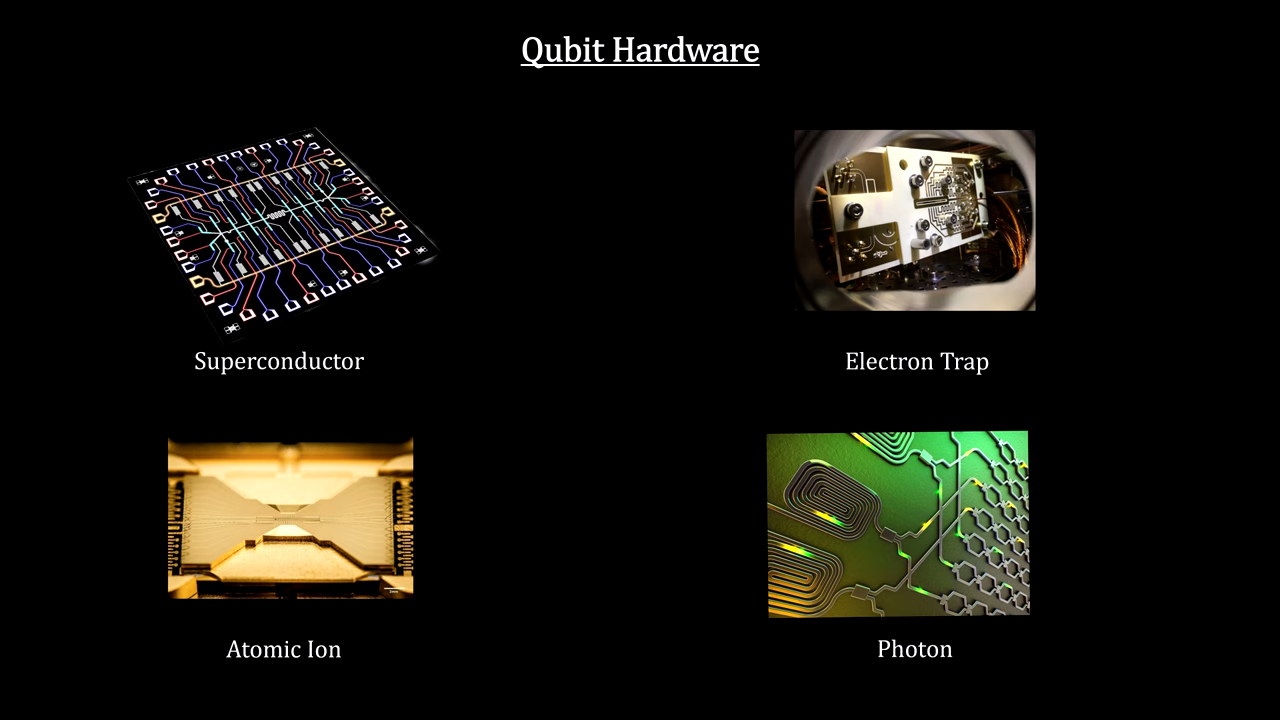 Qubit Hardware
Superconductor
Electron Trap
Atomic Ion
Photon